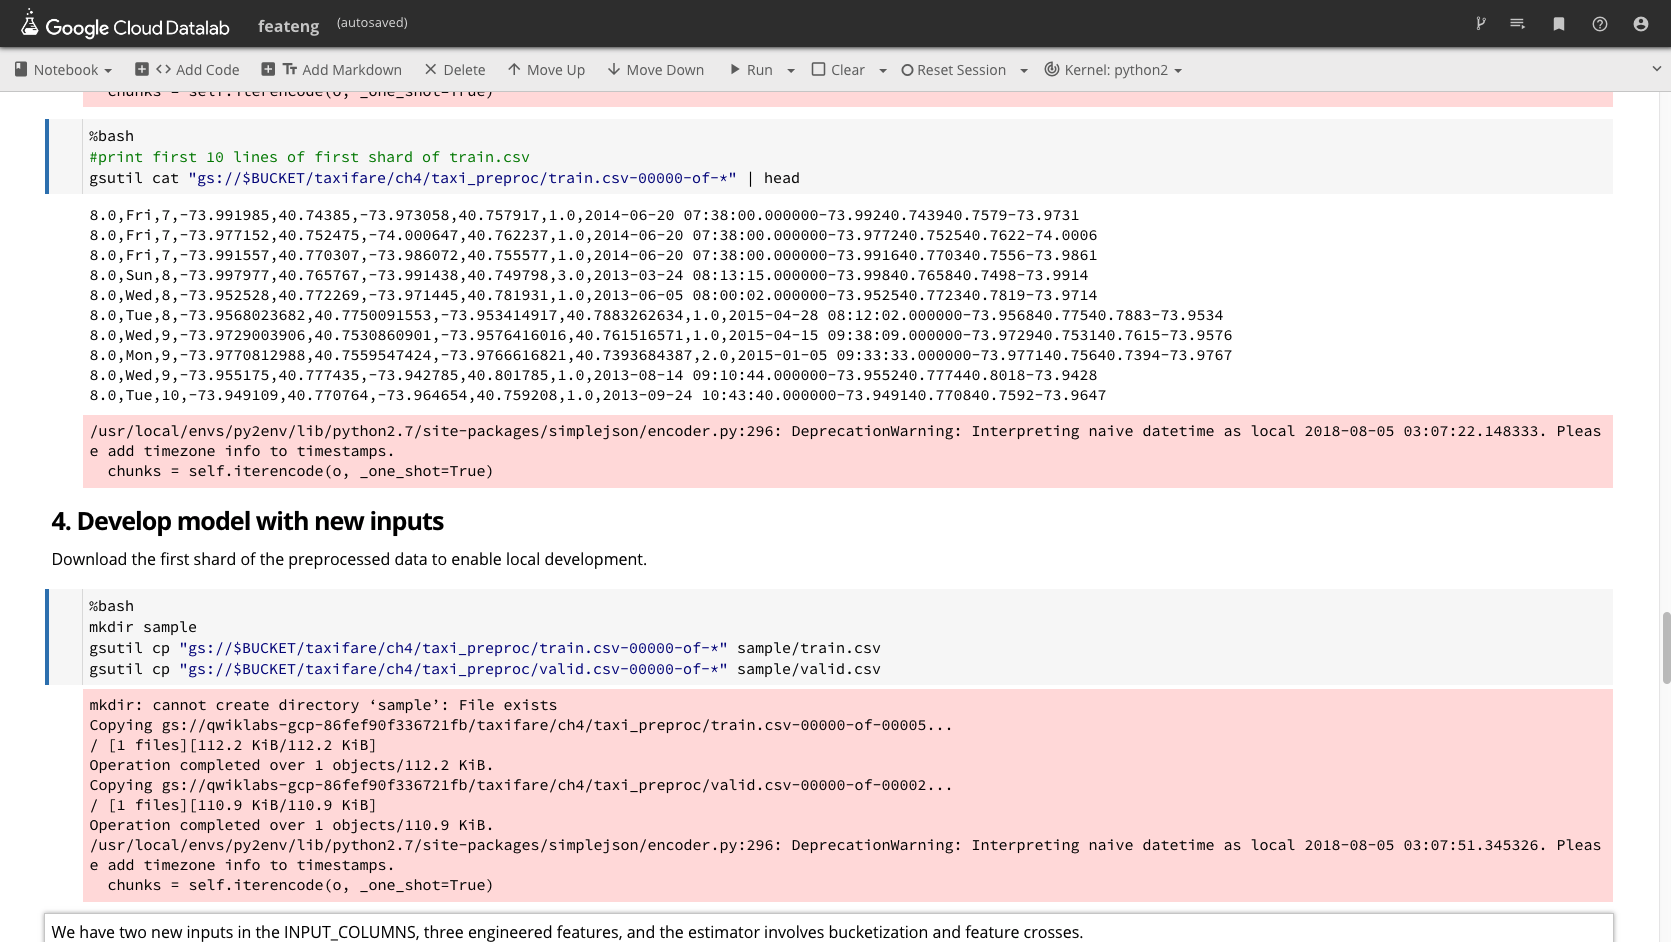 Google Cloud Datalab feateng (autosaved)
Notebook Add Code Add Markdown Delete Move Up Move Down Run Clear Reset Session Kernel: python2
chunks = self.iterencode(o, _one_shot=True)
%bash
#print first 10 lines of first shard of train.csv
gsutil cat "gs://$BUCKET/taxifare/ch4/taxi_preproc/train.csv-00000-of-*" | head
8.0,Fri,7,-73.991985,40.74385,-73.973058,40.757917,1.0,2014-06-20 07:38:00.000000-73.99240.743940.7579-73.9731
8.0,Fri,7,-73.977152,40.752475,-74.000647,40.762237,1.0,2014-06-20 07:38:00.000000-73.977240.752540.7622-74.0006
8.0,Fri,7,-73.991557,40.770307,-73.986072,40.755577,1.0,2014-06-20 07:38:00.000000-73.991640.770340.7556-73.9861
8.0,Sun,8,-73.997977,40.765767,-73.991438,40.749798,3.0,2013-03-24 08:13:15.000000-73.99840.765840.7498-73.9914
8.0,Wed,8,-73.952528,40.772269,-73.971445,40.781931,1.0,2013-06-05 08:00:02.000000-73.952540.772340.7819-73.9714
8.0,Tue,8,-73.9568023682,40.7750091553,-73.953414917,40.7883262634,1.0,2015-04-28 08:12:02.000000-73.956840.77540.7883-73.9534
8.0,Wed,9,-73.9729003906,40.7530860901,-73.9576416016,40.761516571,1.0,2015-04-15 09:38:09.000000-73.972940.753140.7615-73.9576
8.0,Mon,9,-73.9770812988,40.7559547424,-73.9766616821,40.7393684387,2.0,2015-01-05 09:33:33.000000-73.977140.75640.7394-73.9767
8.0,Wed,9,-73.955175,40.777435,-73.942785,40.801785,1.0,2013-08-14 09:10:44.000000-73.955240.777440.8018-73.9428
8.0,Tue,10,-73.949109,40.770764,-73.964654,40.759208,1.0,2013-09-24 10:43:40.000000-73.949140.770840.7592-73.9647
/usr/local/envs/py2env/lib/python2.7/site-packages/simplejson/encoder.py:296: DeprecationWarning: Interpreting naive datetime as local 2018-08-05 03:07:22.148333. Pleas
e add timezone info to timestamps.
chunks = self.iterencode(o, _one_shot=True)
4. Develop model with new inputs
Download the first shard of the preprocessed data to enable local development.
%bash
mkdir sample
gsutil cp "gs://$BUCKET/taxifare/ch4/taxi_preproc/train.csv-00000-of-*" sample/train.csv
gsutil cp "gs://$BUCKET/taxifare/ch4/taxi_preproc/valid.csv-00000-of-*" sample/valid.csv
mkdir: cannot create directory ‘sample’: File exists
Copying gs://qwiklabs-gcp-86fef90f336721fb/taxifare/ch4/taxi_preproc/train.csv-00000-of-00005...
/ [1 files][112.2 KiB/112.2 KiB]
Operation completed over 1 objects/112.2 KiB.
Copying gs://qwiklabs-gcp-86fef90f336721fb/taxifare/ch4/taxi_preproc/valid.csv-00000-of-00002...
/ [1 files][110.9 KiB/110.9 KiB]
Operation completed over 1 objects/110.9 KiB.
/usr/local/envs/py2env/lib/python2.7/site-packages/simplejson/encoder.py:296: DeprecationWarning: Interpreting naive datetime as local 2018-08-05 03:07:51.345326. Pleas
e add timezone info to timestamps.
chunks = self.iterencode(o, _one_shot=True)
We have two new inputs in the INPUT_COLUMNS, three engineered features, and the estimator involves bucketization and feature crosses.